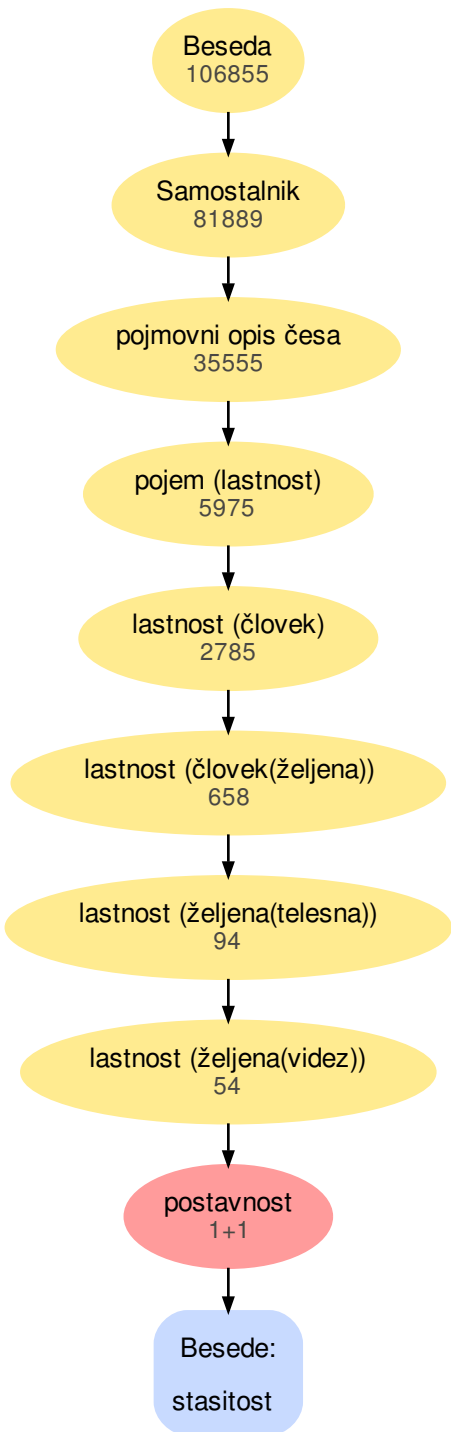 Beseda
106855
Samostalnik
81889
pojmovni opis česa
35555
pojem (lastnost)
5975
lastnost (človek)
2785
lastnost (človek(željena))
658
lastnost (željena(telesna))
94
lastnost (željena(videz))
54
postavnost
1+1
Besede:
stasitost